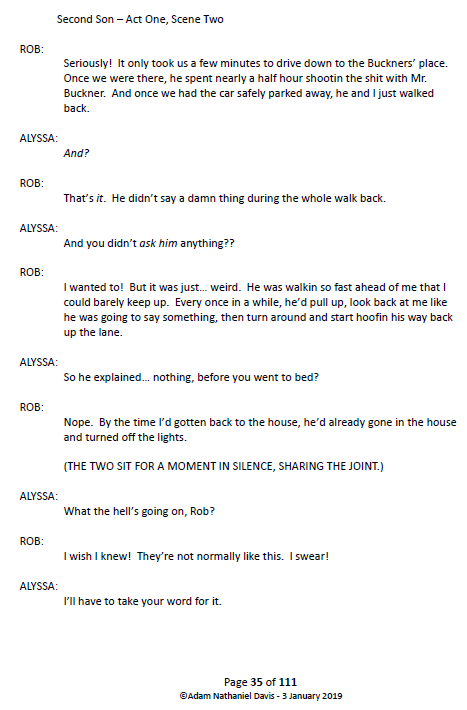 Second Son – Act One, Scene Two
ROB:
Seriously! It only took us a few minutes to drive down to the Buckners’ place.
Once we were there, he spent nearly a half hour shootin the shit with Mr.
Buckner. And once we had the car safely parked away, he and I just walked
back.
ALYSSA:
And?
ROB:
That’s it. He didn’t say a damn thing during the whole walk back.
ALYSSA:
And you didn’t ask him anything??
ROB:
I wanted to! But it was just… weird. He was walkin so fast ahead of me that I
could barely keep up. Every once in a while, he’d pull up, look back at me like
he was going to say something, then turn around and start hoofin his way back
up the lane.
ALYSSA:
So he explained… nothing, before you went to bed?
ROB:
Nope. By the time I’d gotten back to the house, he’d already gone in the house
and turned off the lights.
(THE TWO SIT FOR A MOMENT IN SILENCE, SHARING THE JOINT.)
ALYSSA:
What the hell’s going on, Rob?
ROB:
I wish I knew! They’re not normally like this. I swear!
ALYSSA:
I’ll have to take your word for it.
Page 35 of 111
©Adam Nathaniel Davis - 3 January 2019